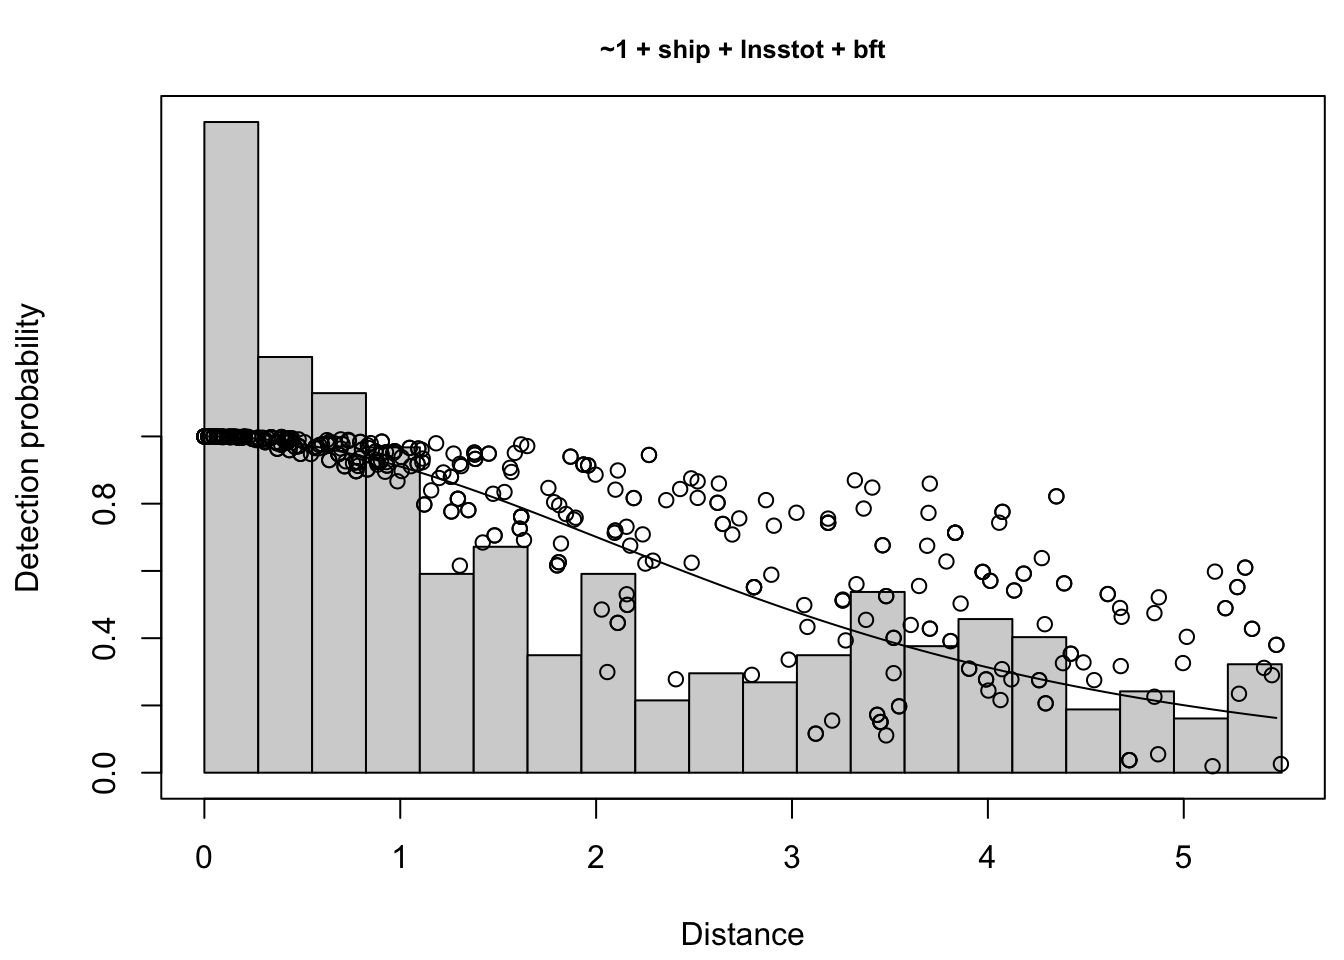 ~1 + ship + lnsstot + bft
Detection probability
0.8
0.4
0.0
0 1 2 3 4 5
Distance